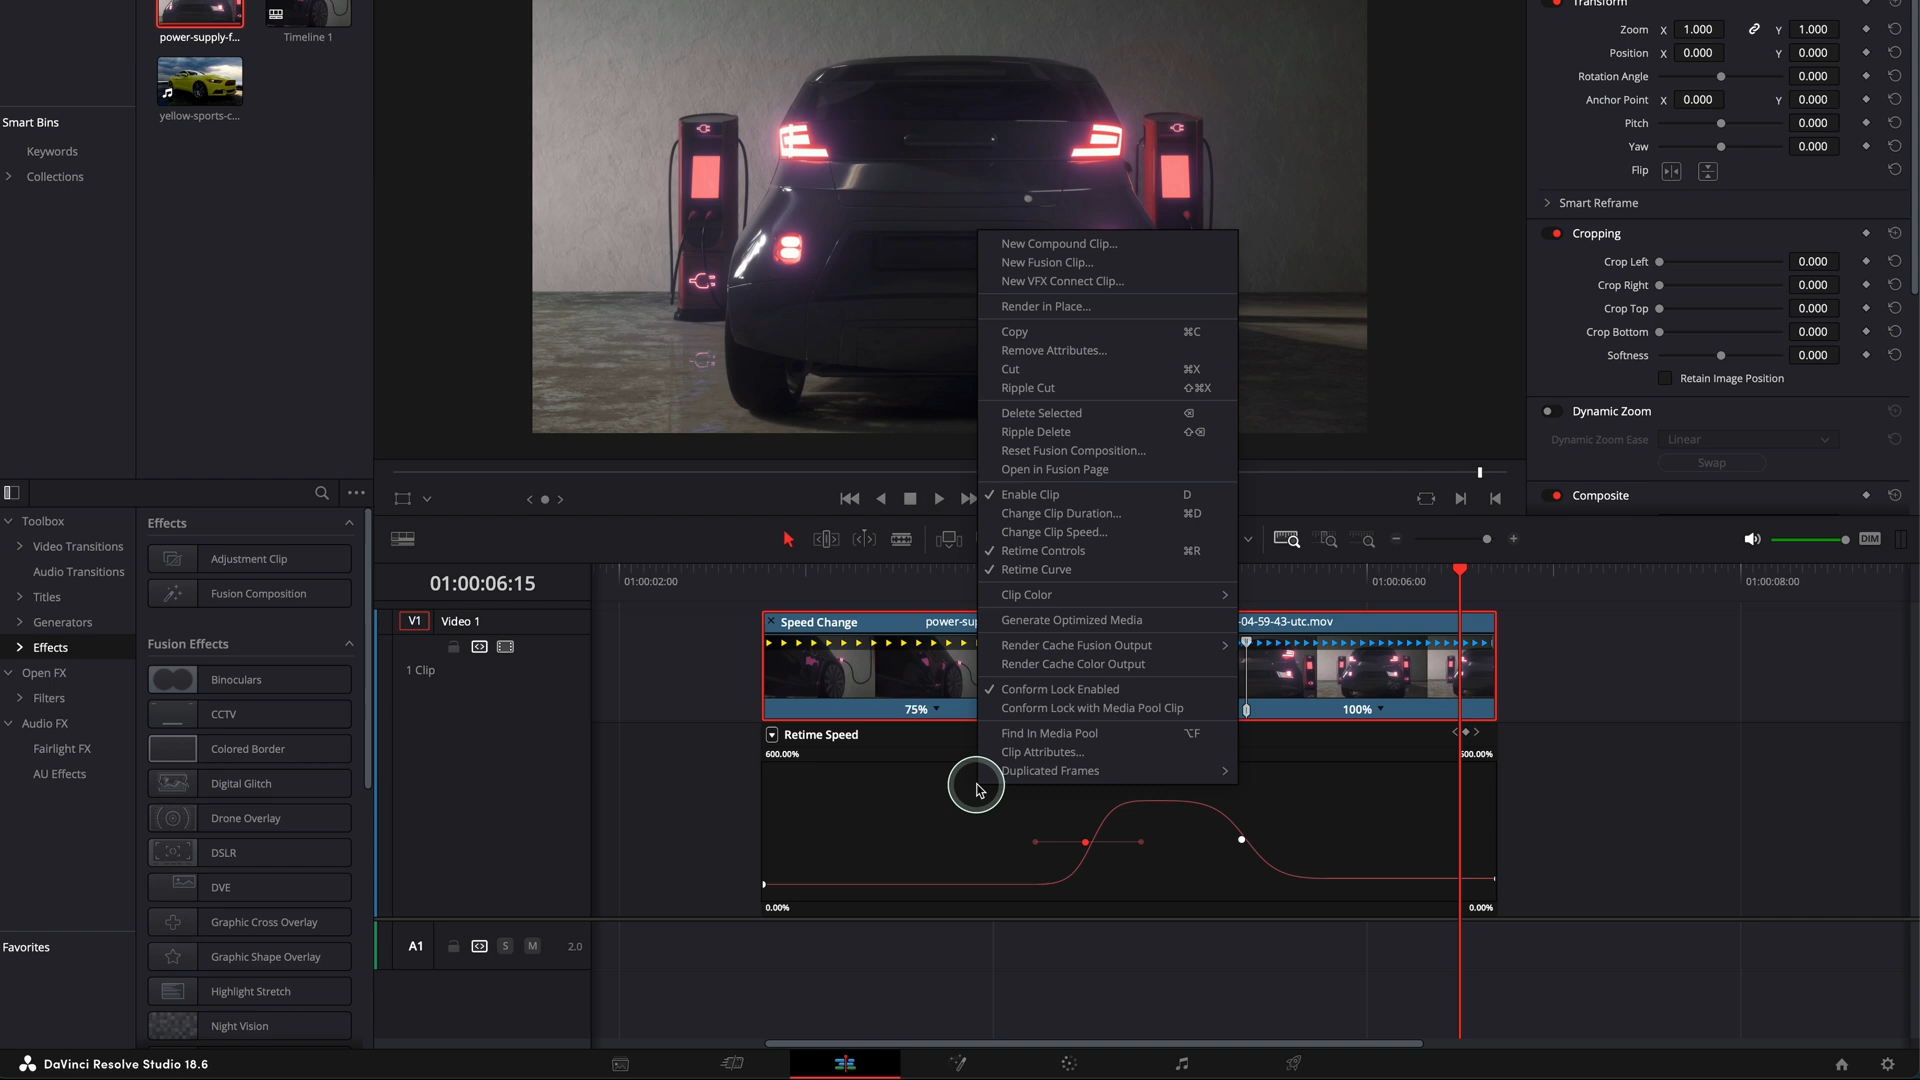 power-supply-f...
Timeline 1
yellow-sports-c...
Smart Bins
Keywords
Collections
Transform
Zoom X 1.000 Y 1.000
Position X 0.000 Y 0.000
Rotation Angle 0.000
Anchor Point X 0.000 Y 0.000
Pitch 0.000
Yaw 0.000
Flip
Smart Reframe
Cropping
Crop Left 0.000
Crop Right 0.000
Crop Top 0.000
Crop Bottom 0.000
Softness 0.000
Retain Image Position
Dynamic Zoom
Dynamic Zoom Ease Linear
Swap
Composite
New Compound Clip...
New Fusion Clip...
New VFX Connect Clip...
Render in Place...
Copy ⌘C
Remove Attributes...
Cut ⌘X
Ripple Cut ⇧⌘X
Delete Selected ⌫
Ripple Delete ⇧⌫
Reset Fusion Composition...
Open in Fusion Page
Enable Clip D
Change Clip Duration... ⌘D
Change Clip Speed...
Retime Controls ⌘R
Retime Curve
Clip Color
Generate Optimized Media
Render Cache Fusion Output
Render Cache Color Output
Conform Lock Enabled
Conform Lock with Media Pool Clip
Find In Media Pool ⌥F
Clip Attributes...
Duplicated Frames
Toolbox
Video Transitions
Audio Transitions
Titles
Generators
Effects
Open FX
Filters
Audio FX
Fairlight FX
AU Effects
Favorites
Effects
Adjustment Clip
Fusion Composition
Fusion Effects
Binoculars
CCTV
Colored Border
Digital Glitch
Drone Overlay
DSLR
DVE
Graphic Cross Overlay
Graphic Shape Overlay
Highlight Stretch
Night Vision
DIM
01:00:06:15
01:00:02:00
01:00:06:00
01:00:08:00
V1 Video 1
1 Clip
Speed Change
power-sup
-04-59-43-utc.mov
75%
100%
Retime Speed
600.00%
600.00%
0.00%
0.00%
A1 S M 2.0
DaVinci Resolve Studio 18.6